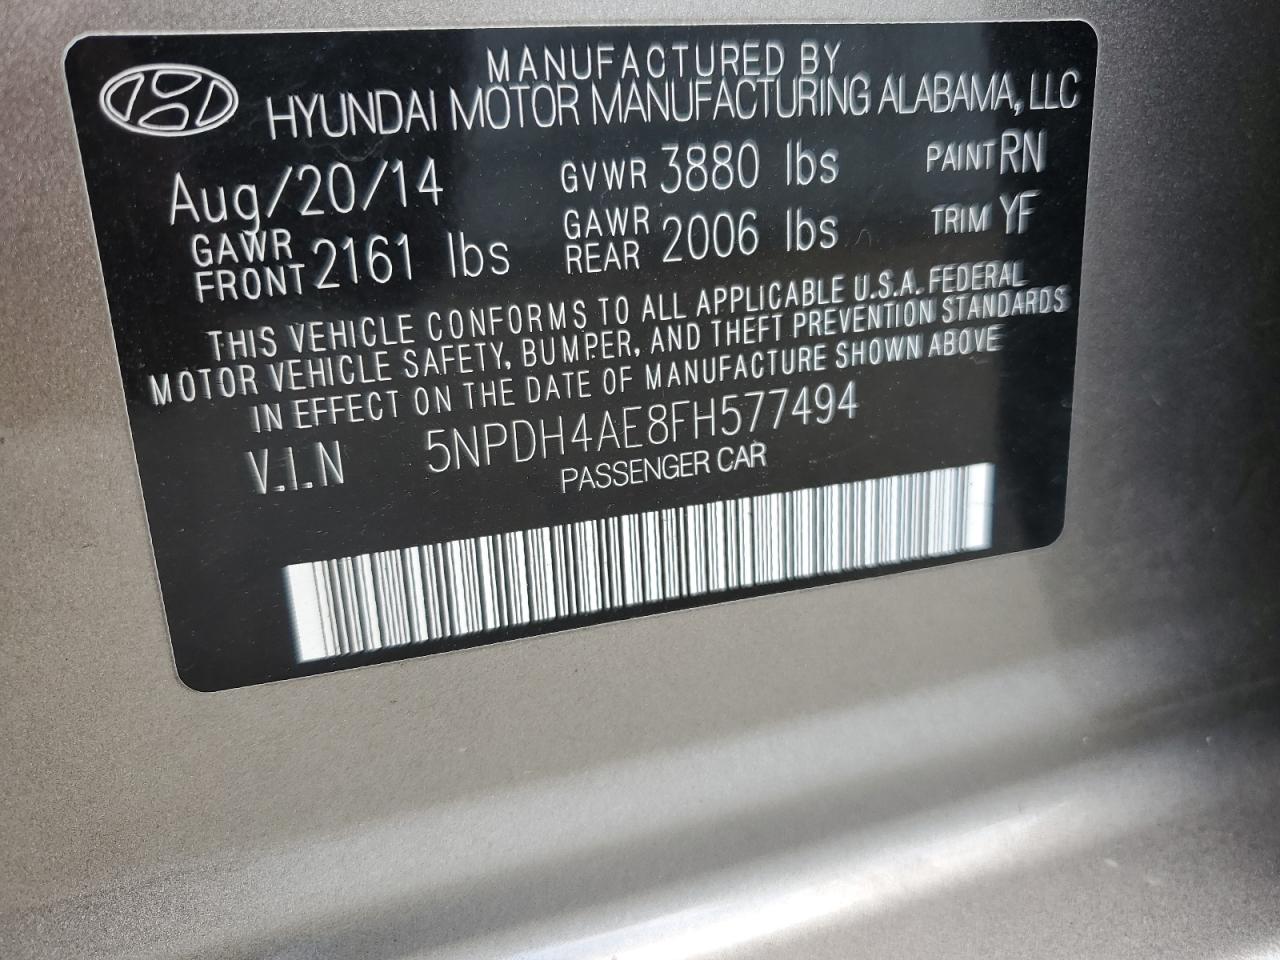 MANUFACTURED BY
HYUNDAI MOTOR MANUFACTURING ALABAMA, LLC
Aug/20/14 GVWR 3880 lbs PAINT RN
GAWR FRONT 2161 lbs GAWR REAR 2006 lbs TRIM YF
THIS VEHICLE CONFORMS TO ALL APPLICABLE U.S.A. FEDERAL
MOTOR VEHICLE SAFETY, BUMPER, AND THEFT PREVENTION STANDARDS
IN EFFECT ON THE DATE OF MANUFACTURE SHOWN ABOVE
V.I.N 5NPDH4AE8FH577494
PASSENGER CAR